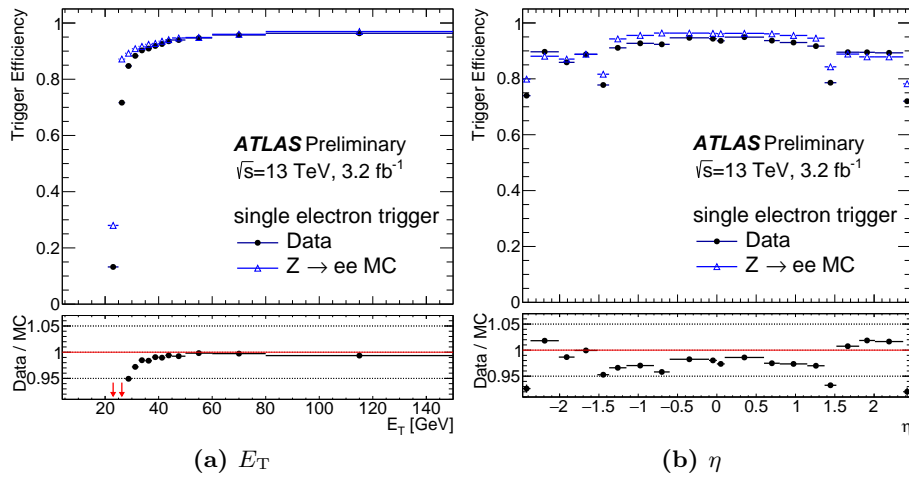 Trigger Efficiency
1
0.8
0.6
0.4
0.2
0
ATLAS Preliminary
√s=13 TeV, 3.2 fb⁻¹
single electron trigger
Data
Z → ee MC
Data / MC
1.05
1
0.95
20 40 60 80 100 120 140
E_T [GeV]
(a) E_T
Trigger Efficiency
1
0.8
0.6
0.4
0.2
0
ATLAS Preliminary
√s=13 TeV, 3.2 fb⁻¹
single electron trigger
Data
Z → ee MC
Data / MC
1.05
1
0.95
−2 −1.5 −1 −0.5 0 0.5 1 1.5 2
η
(b) η